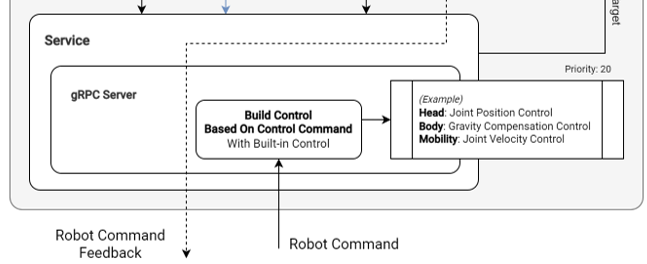 arget
Service
Priority: 20
gRPC Server
(Example)
Head: Joint Position Control
Body: Gravity Compensation Control
Mobility: Joint Velocity Control
Build Control
Based On Control Command
With Built-in Control
Robot Command
Feedback
Robot Command